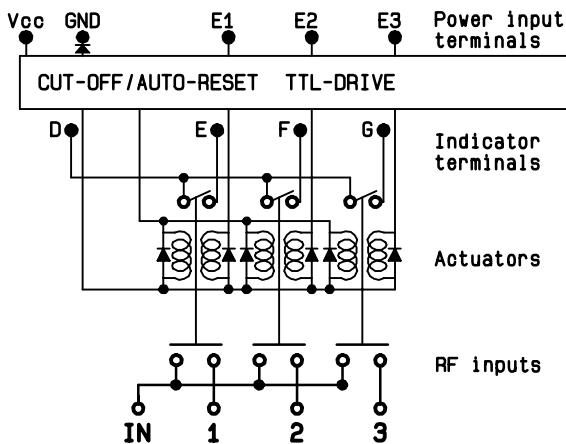 Vcc GND E1 E2 E3 Power input
terminals
CUT-OFF/AUTO-RESET TTL-DRIVE
D E F G Indicator
terminals
Actuators
RF inputs
IN 1 2 3